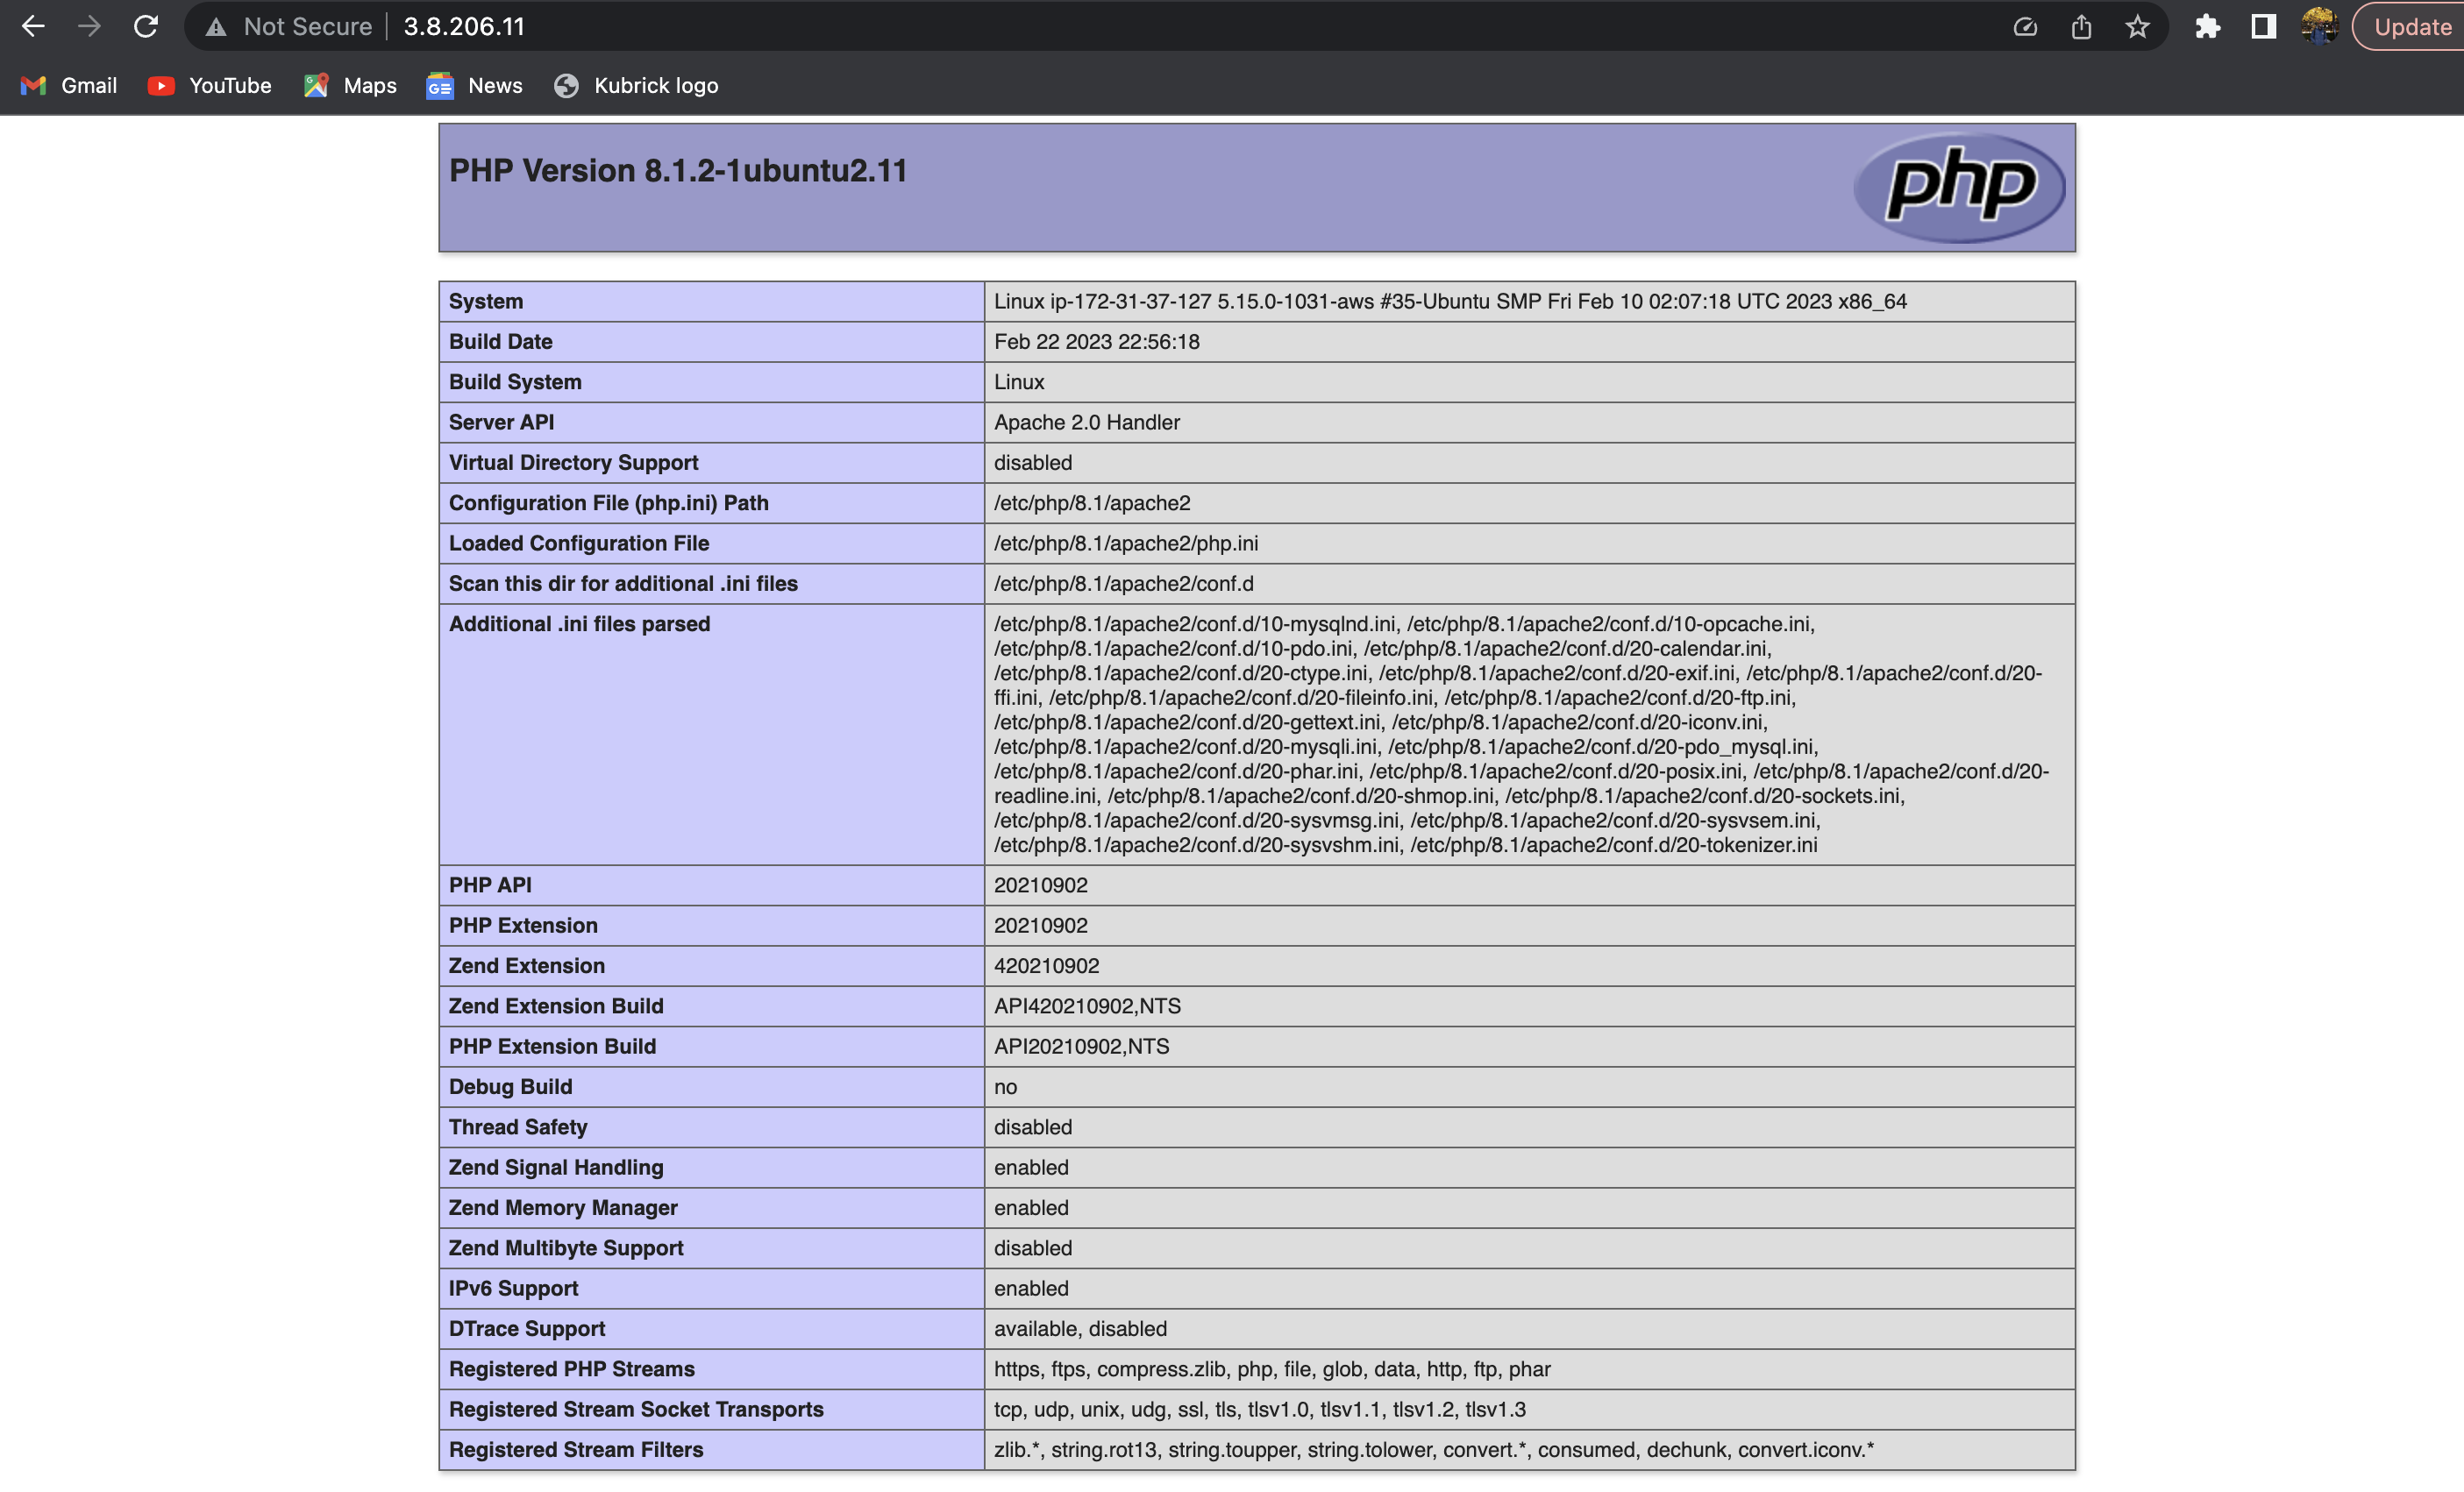 Not Secure 3.8.206.11 Update
Gmail YouTube Maps News Kubrick logo
PHP Version 8.1.2-1ubuntu2.11 php
System Linux ip-172-31-37-127 5.15.0-1031-aws #35-Ubuntu SMP Fri Feb 10 02:07:18 UTC 2023 x86_64
Build Date Feb 22 2023 22:56:18
Build System Linux
Server API Apache 2.0 Handler
Virtual Directory Support disabled
Configuration File (php.ini) Path /etc/php/8.1/apache2
Loaded Configuration File /etc/php/8.1/apache2/php.ini
Scan this dir for additional .ini files /etc/php/8.1/apache2/conf.d
Additional .ini files parsed /etc/php/8.1/apache2/conf.d/10-mysqlnd.ini, /etc/php/8.1/apache2/conf.d/10-opcache.ini,
/etc/php/8.1/apache2/conf.d/10-pdo.ini, /etc/php/8.1/apache2/conf.d/20-calendar.ini,
/etc/php/8.1/apache2/conf.d/20-ctype.ini, /etc/php/8.1/apache2/conf.d/20-exif.ini, /etc/php/8.1/apache2/conf.d/20-
ffi.ini, /etc/php/8.1/apache2/conf.d/20-fileinfo.ini, /etc/php/8.1/apache2/conf.d/20-ftp.ini,
/etc/php/8.1/apache2/conf.d/20-gettext.ini, /etc/php/8.1/apache2/conf.d/20-iconv.ini,
/etc/php/8.1/apache2/conf.d/20-mysqli.ini, /etc/php/8.1/apache2/conf.d/20-pdo_mysql.ini,
/etc/php/8.1/apache2/conf.d/20-phar.ini, /etc/php/8.1/apache2/conf.d/20-posix.ini, /etc/php/8.1/apache2/conf.d/20-
readline.ini, /etc/php/8.1/apache2/conf.d/20-shmop.ini, /etc/php/8.1/apache2/conf.d/20-sockets.ini,
/etc/php/8.1/apache2/conf.d/20-sysvmsg.ini, /etc/php/8.1/apache2/conf.d/20-sysvsem.ini,
/etc/php/8.1/apache2/conf.d/20-sysvshm.ini, /etc/php/8.1/apache2/conf.d/20-tokenizer.ini
PHP API 20210902
PHP Extension 20210902
Zend Extension 420210902
Zend Extension Build API420210902,NTS
PHP Extension Build API20210902,NTS
Debug Build no
Thread Safety disabled
Zend Signal Handling enabled
Zend Memory Manager enabled
Zend Multibyte Support disabled
IPv6 Support enabled
DTrace Support available, disabled
Registered PHP Streams https, ftps, compress.zlib, php, file, glob, data, http, ftp, phar
Registered Stream Socket Transports tcp, udp, unix, udg, ssl, tls, tlsv1.0, tlsv1.1, tlsv1.2, tlsv1.3
Registered Stream Filters zlib.*, string.rot13, string.toupper, string.tolower, convert.*, consumed, dechunk, convert.iconv.*